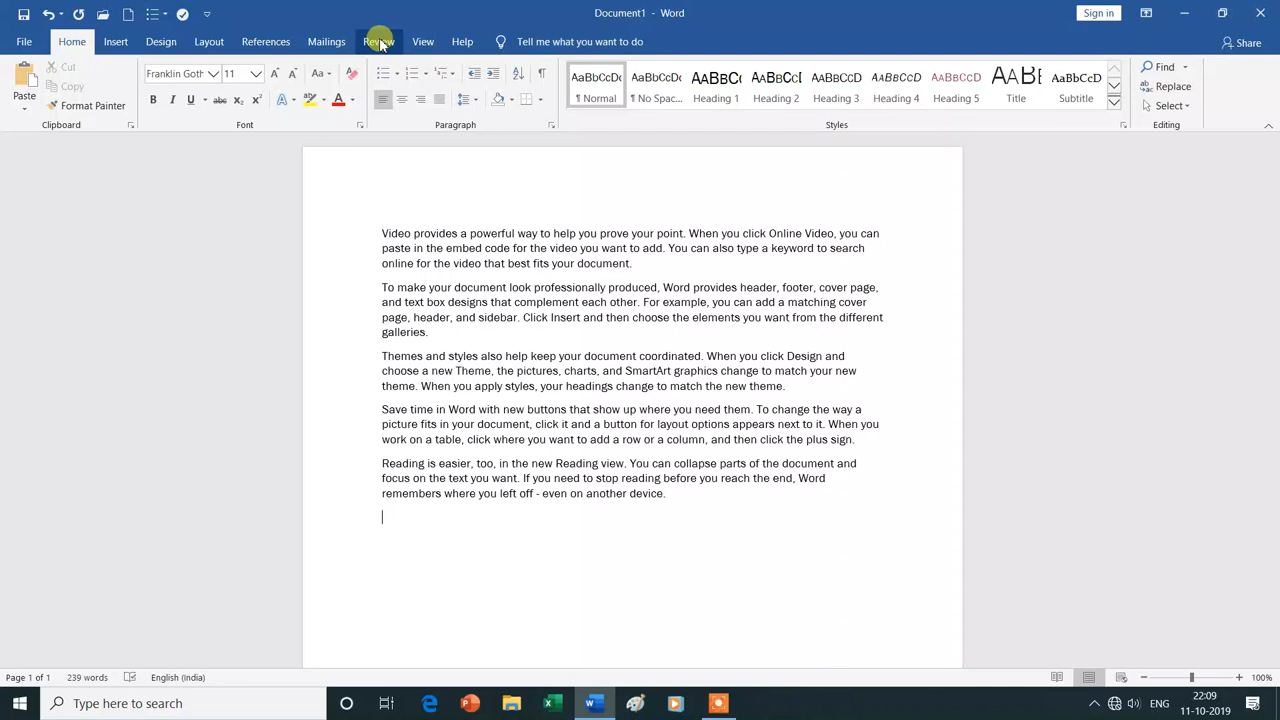 Document1 - Word
Sign in
File Home Insert Design Layout References Mailings Review View Help Tell me what you want to do Share
Paste
Cut
Copy
Format Painter
Clipboard
Franklin Goth 11
Font
Paragraph
AaBbCcDc AaBbCcDc AaBbCc AaBbCcI AaBbCcD AaBbCcD AaBbCcD AaBb AaBbCcD
¶ Normal ¶ No Spac... Heading 1 Heading 2 Heading 3 Heading 4 Heading 5 Title Subtitle
Styles
Find
Replace
Select
Editing
Video provides a powerful way to help you prove your point. When you click Online Video, you can
paste in the embed code for the video you want to add. You can also type a keyword to search
online for the video that best fits your document.
To make your document look professionally produced, Word provides header, footer, cover page,
and text box designs that complement each other. For example, you can add a matching cover
page, header, and sidebar. Click Insert and then choose the elements you want from the different
galleries.
Themes and styles also help keep your document coordinated. When you click Design and
choose a new Theme, the pictures, charts, and SmartArt graphics change to match your new
theme. When you apply styles, your headings change to match the new theme.
Save time in Word with new buttons that show up where you need them. To change the way a
picture fits in your document, click it and a button for layout options appears next to it. When you
work on a table, click where you want to add a row or a column, and then click the plus sign.
Reading is easier, too, in the new Reading view. You can collapse parts of the document and
focus on the text you want. If you need to stop reading before you reach the end, Word
remembers where you left off - even on another device.
Page 1 of 1 239 words English (India) 100%
Type here to search
ENG
22:09
11-10-2019